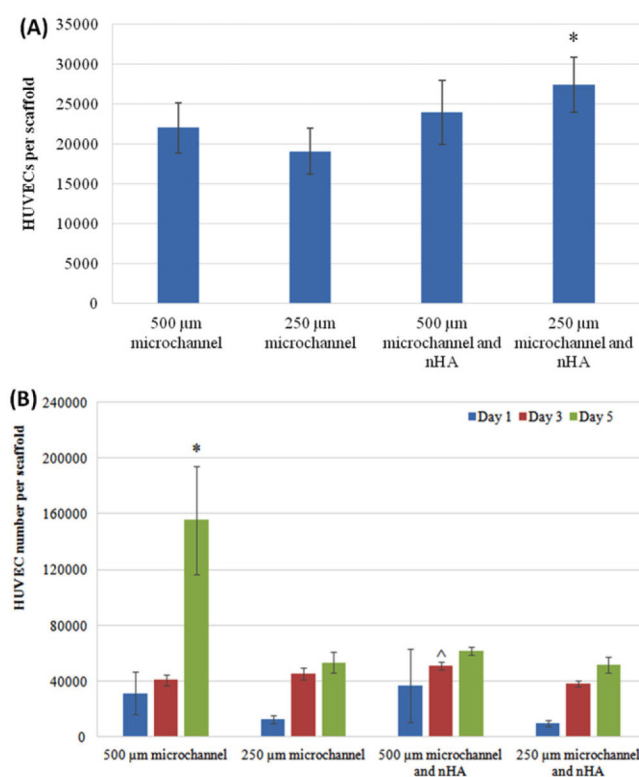 (A)
*
35000
30000
25000
20000
15000
10000
5000
0
HUVECs per scaffold
500 µm
microchannel
250 µm
microchannel
500 µm
microchannel and
nHA
250 µm
microchannel and
nHA
(B)
240000
200000
160000
120000
80000
40000
0
HUVEC number per scaffold
Day 1 Day 3 Day 5
*
^
500 µm microchannel
250 µm microchannel
500 µm microchannel
and nHA
250 µm microchannel
and nHA